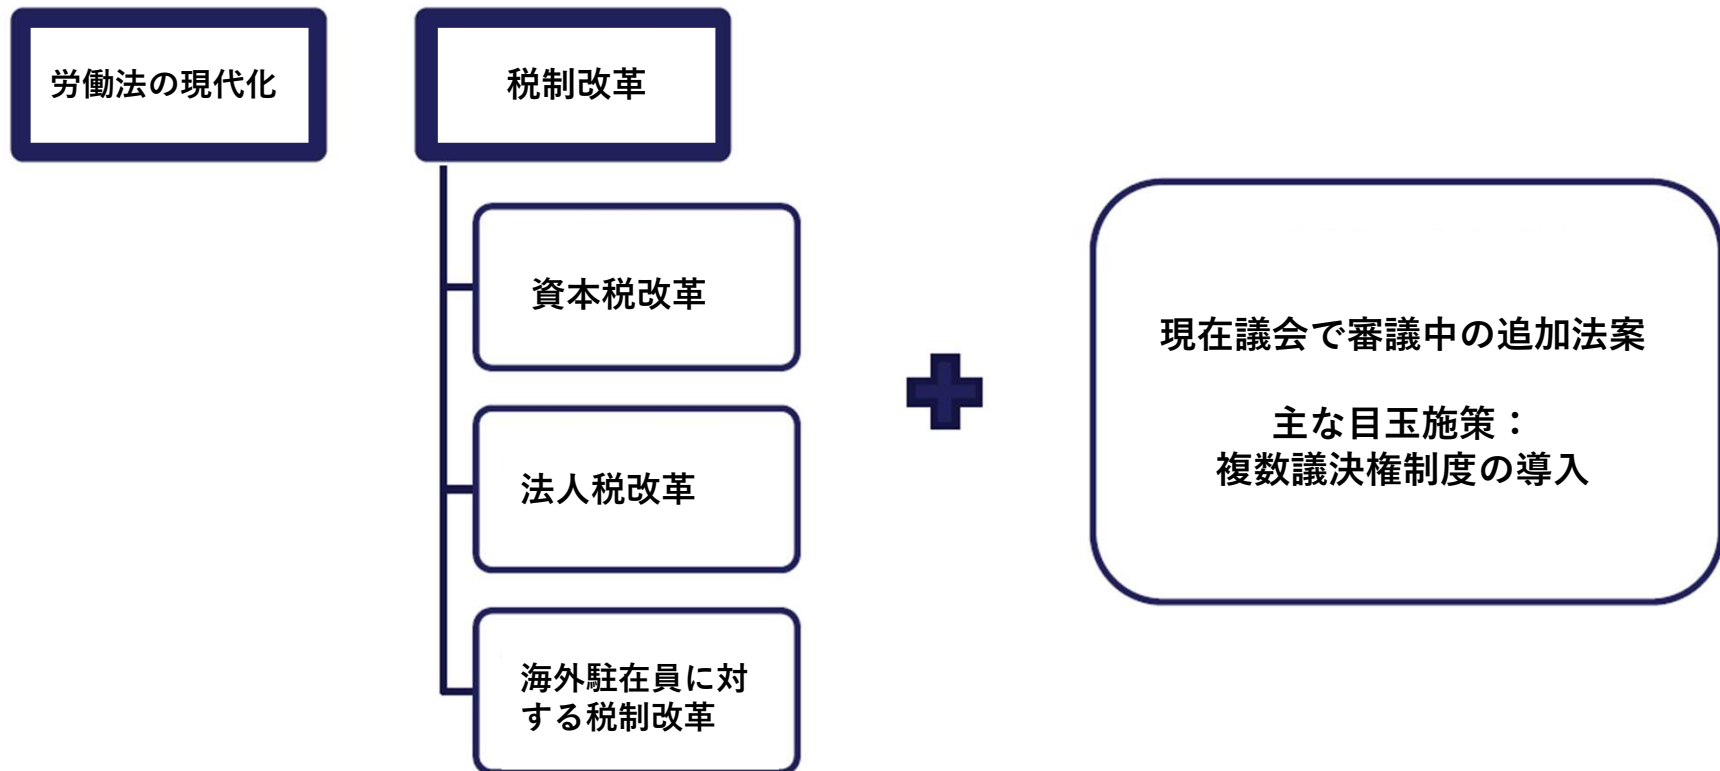 労働法の現代化
税制改革
資本税改革
法人税改革
海外駐在員に対
する税制改革
現在議会で審議中の追加法案
主な目玉施策：
複数議決権制度の導入